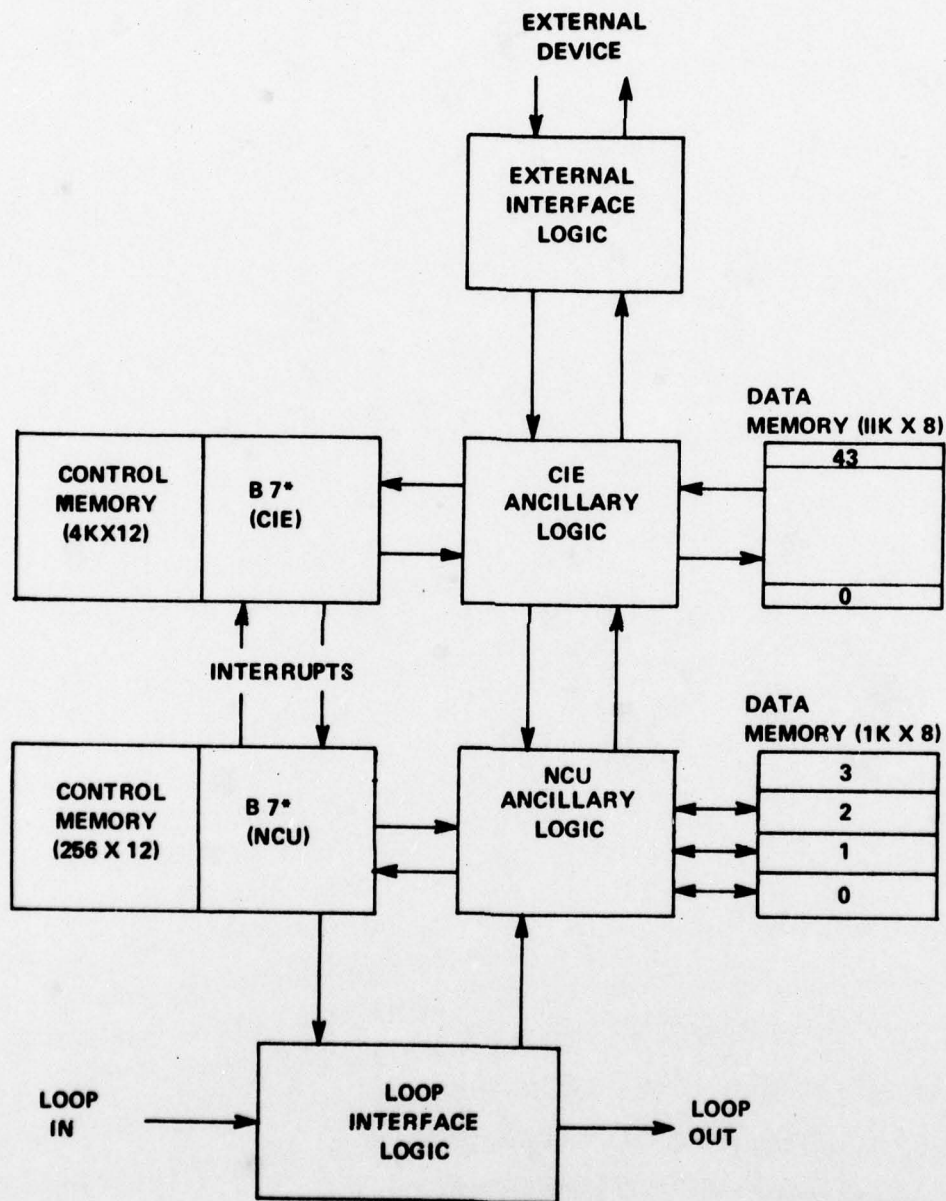 EXTERNAL
DEVICE
EXTERNAL
INTERFACE
LOGIC
DATA
MEMORY (IIK X 8)
43
0
CONTROL
MEMORY
(4KX12)
B 7*
(CIE)
CIE
ANCILLARY
LOGIC
INTERRUPTS
DATA
MEMORY (1K X 8)
3
2
1
0
CONTROL
MEMORY
(256 X 12)
B 7*
(NCU)
NCU
ANCILLARY
LOGIC
LOOP
IN
LOOP
INTERFACE
LOGIC
LOOP
OUT